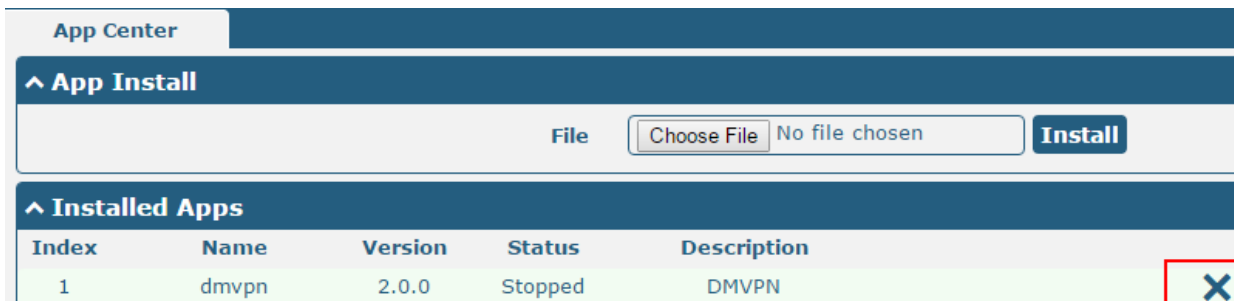 App Center
App Install
File Choose File No file chosen Install
Installed Apps
Index Name Version Status Description
1 dmvpn 2.0.0 Stopped DMVPN